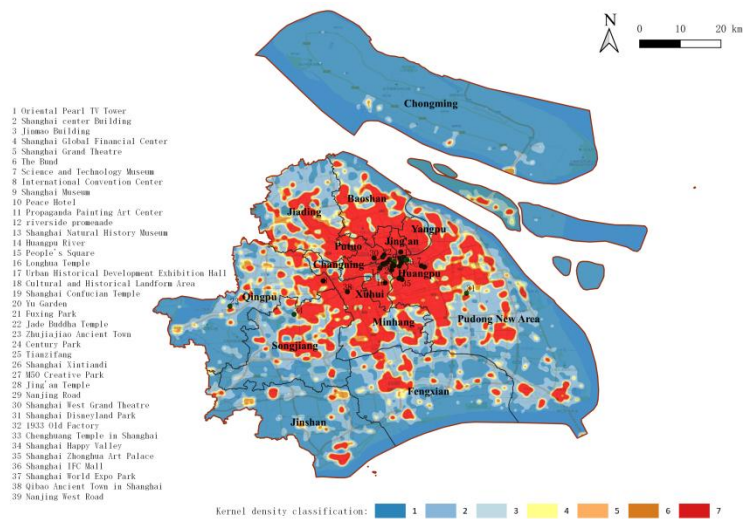 N
0 10 20 km
Chongming
1 Oriental Pearl TV Tower
2 Shanghai center Building
3 Jinmao Building
4 Shanghai Global Financial Center
5 Shanghai Grand Theatre
6 The Bund
7 Science and Technology Museum
8 International Convention Center
9 Shanghai Museum
10 Peace Hotel
11 Propaganda Painting Art Center
12 riverside promenade
13 Shanghai Natural History Museum
14 Huangpu River
15 People's Square
16 Longhua Temple
17 Urban Historical Development Exhibition Hall
18 Cultural and Historical Landform Area
19 Shanghai Confucian Temple
20 Yu Garden
21 Fuxing Park
22 Jade Buddha Temple
23 Zhujiajiao Ancient Town
24 Century Park
25 Tianzifang
26 Shanghai Xintiandi
27 M50 Creative Park
28 Jing'an Temple
29 Nanjing Road
30 Shanghai West Grand Theatre
31 Shanghai Disneyland Park
32 1933 Old Factory
33 Chenghuang Temple in Shanghai
34 Shanghai Happy Valley
35 Shanghai Zhonghua Art Palace
36 Shanghai IFC Mall
37 Shanghai World Expo Park
38 Qibao Ancient Town in Shanghai
39 Nanjing West Road
Baoshan
Jiading
Yangpu
Putuo
Jing'an
Changning
Huangpu
Qingpu
Xuhui
Minhang
Pudong New Area
Songjiang
Fengxian
Jinshan
Kernel density classification: 1 2 3 4 5 6 7